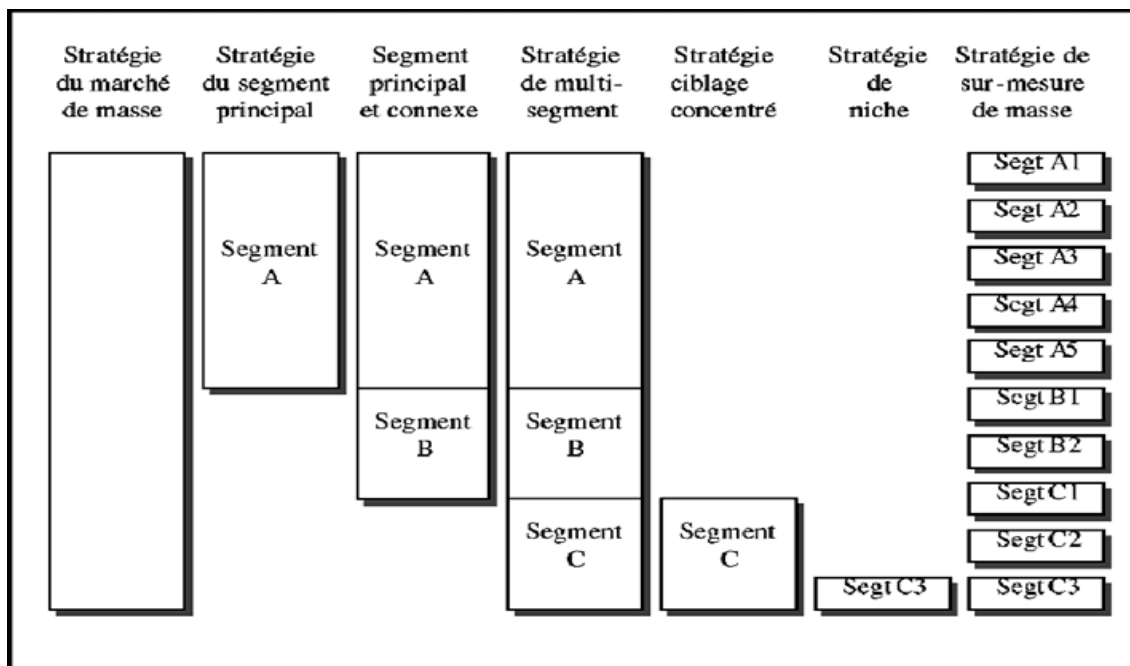 Stratégie
du marché
de masse
Stratégie
du segment
principal
Segment
principal
et connexe
Stratégie
de multi-
segment
Stratégie
ciblage
concentré
Stratégie
de
niche
Stratégie de
sur-mesure
de masse
Segment
A
Segment
A
Segment
B
Segment
A
Segment
B
Segment
C
Segment
C
Segt C3
Segt A1
Segt A2
Segt A3
Segt A4
Segt A5
Segt B1
Segt B2
Segt C1
Segt C2
Segt C3